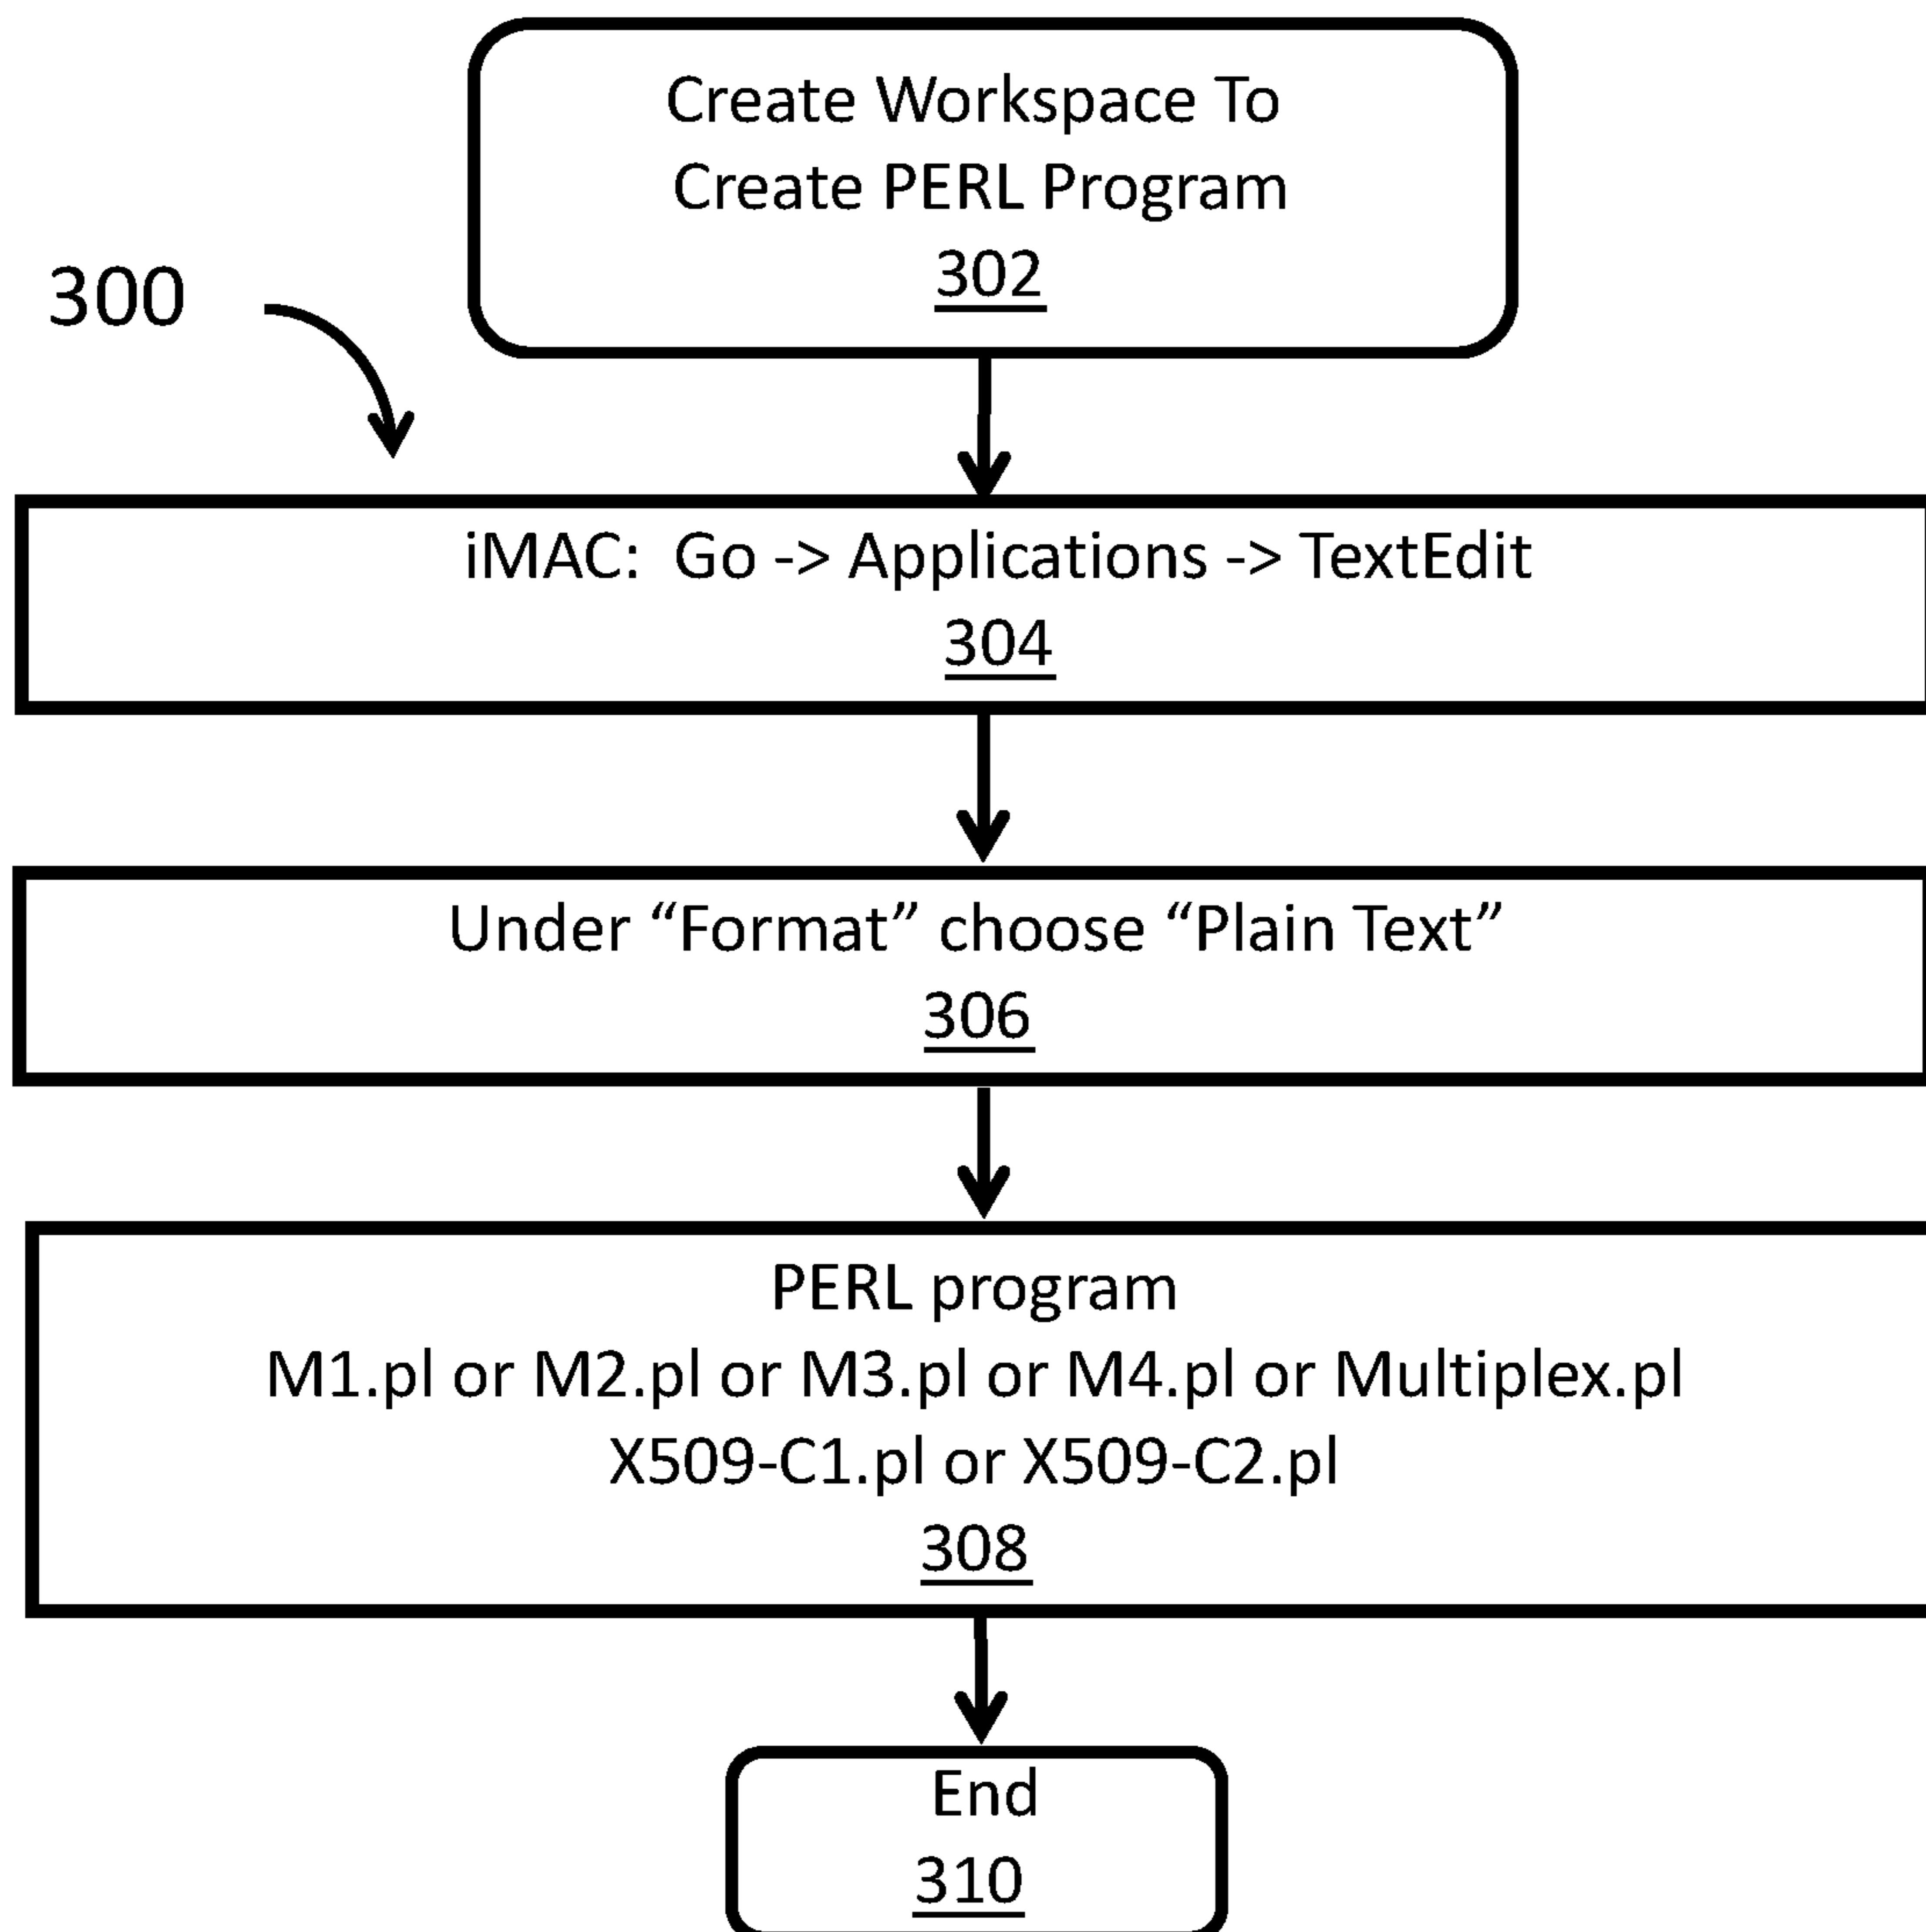 Create Workspace To
Create PERL Program
302
300
iMAC: Go -> Applications -> TextEdit
304
Under “Format” choose “Plain Text”
306
PERL program
M1.pl or M2.pl or M3.pl or M4.pl or Multiplex.pl
X509-C1.pl or X509-C2.pl
308
End
310